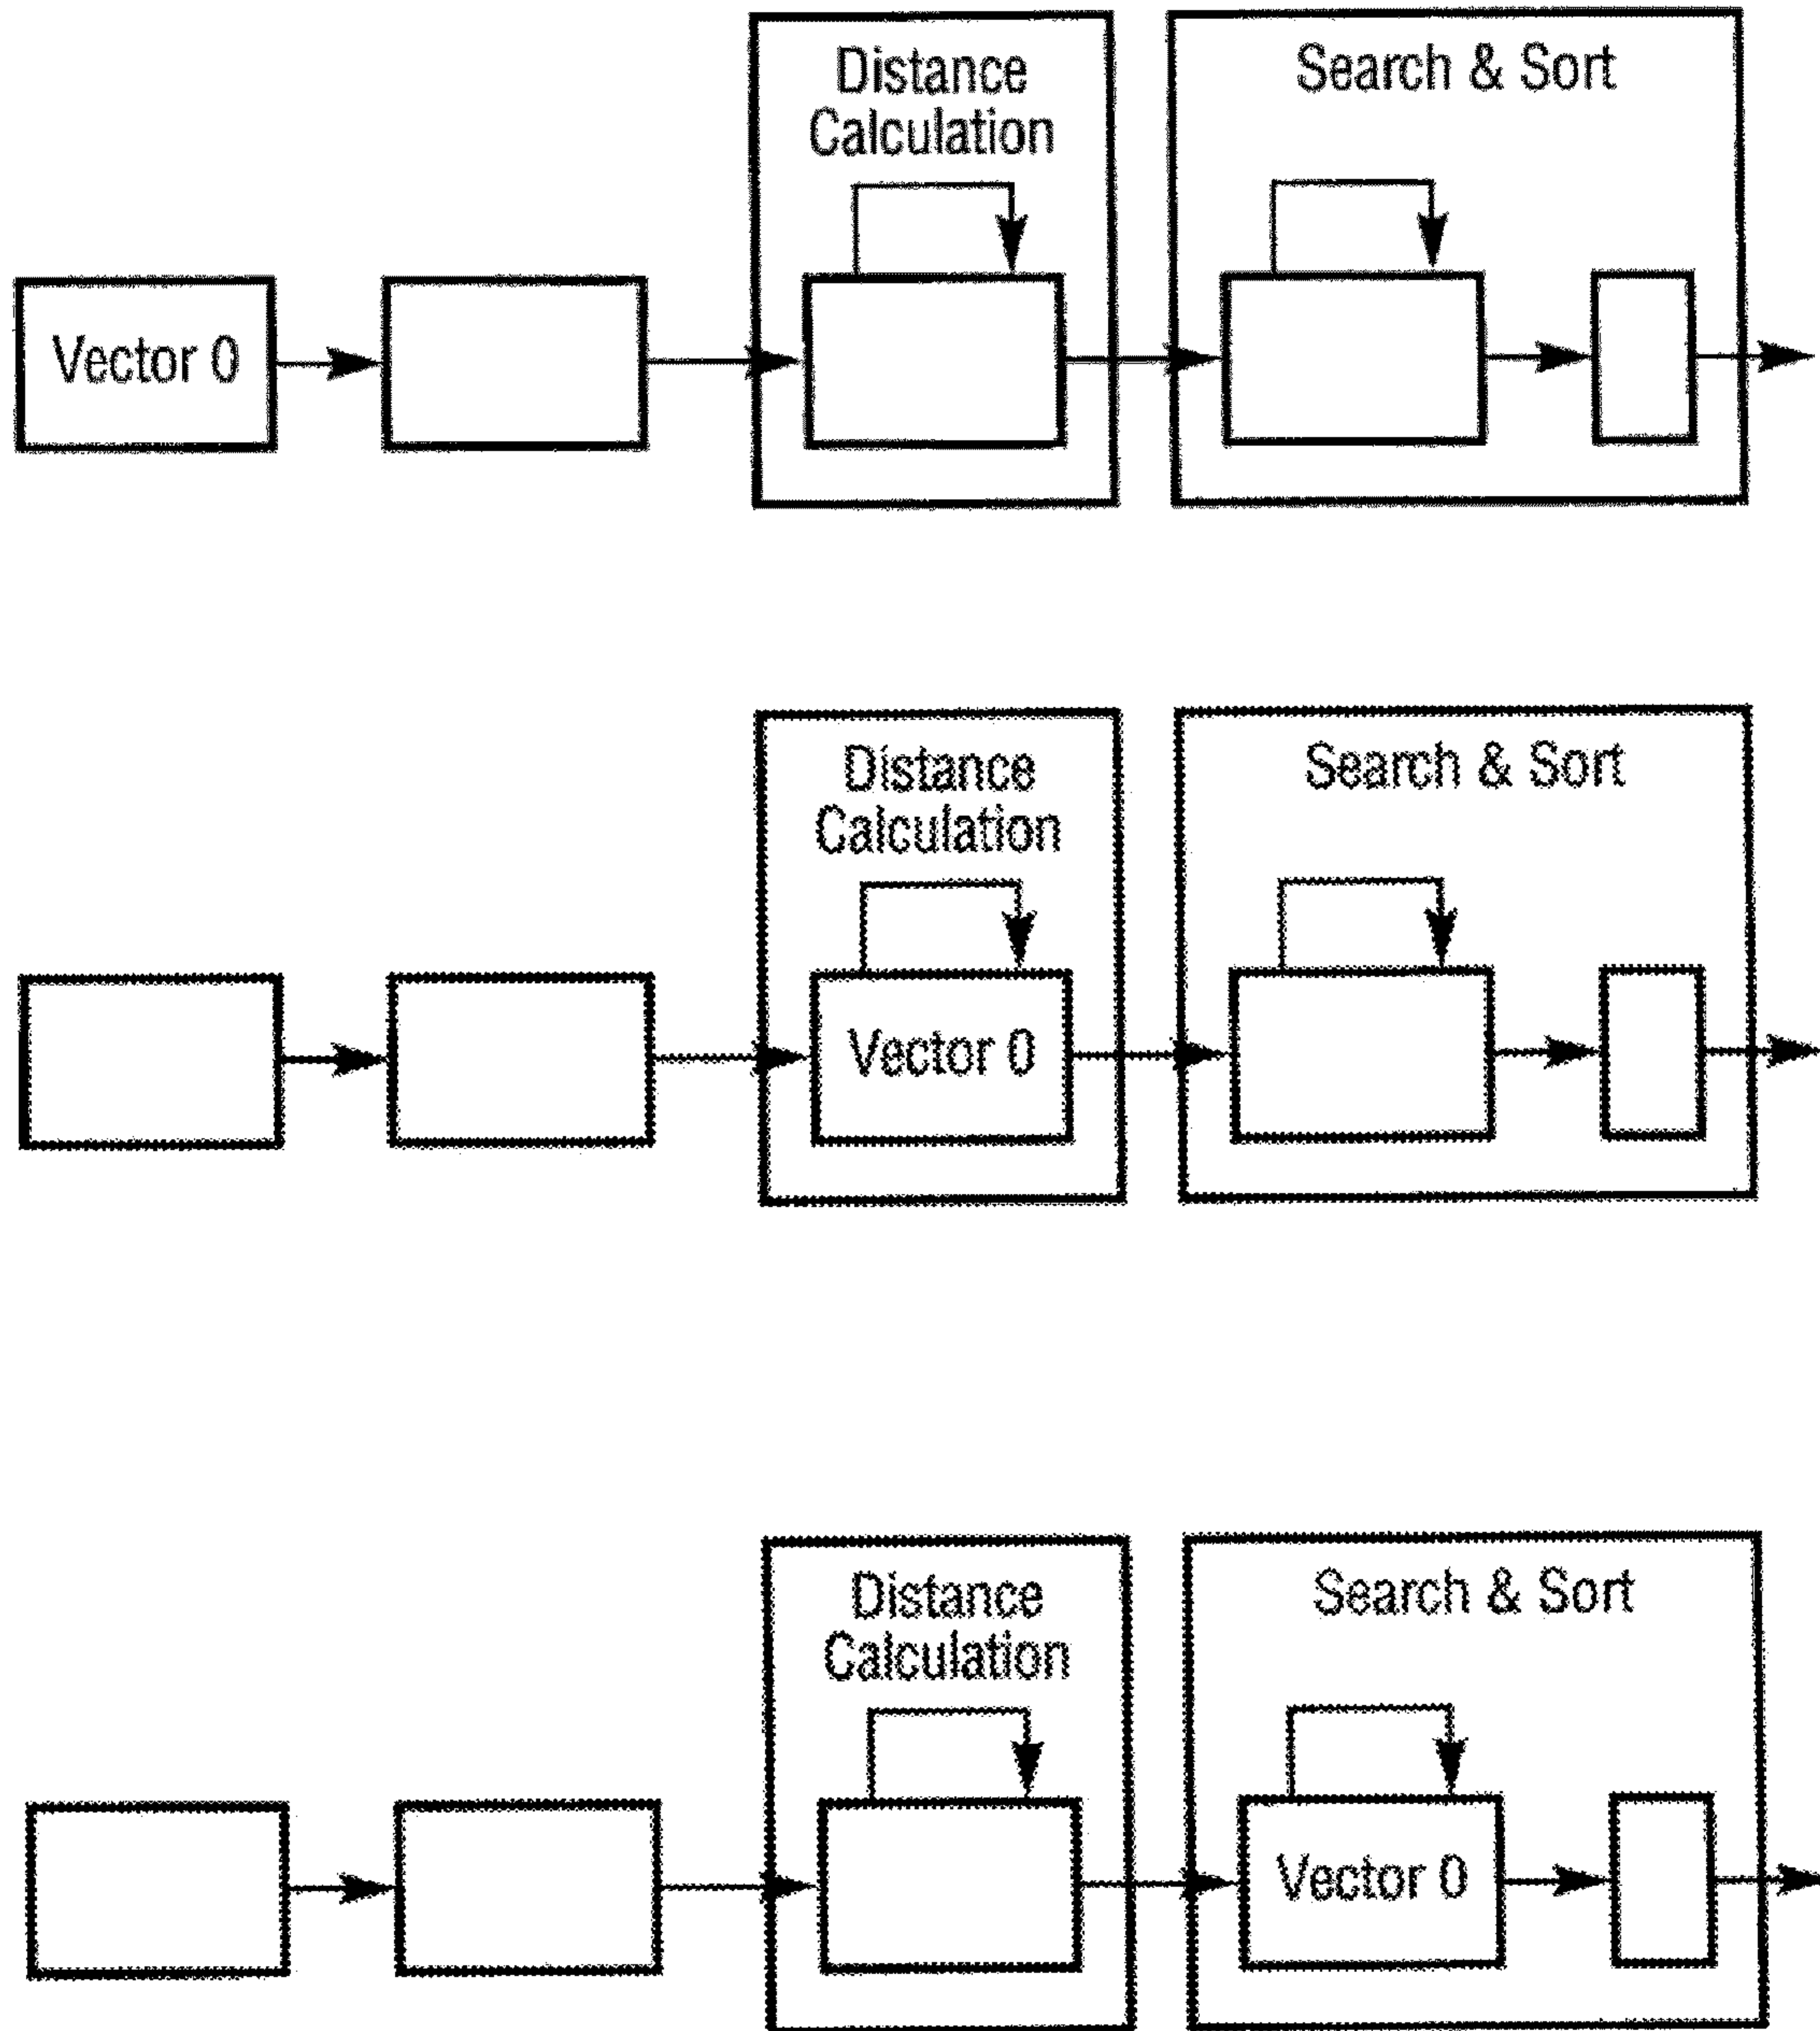 Distance
Calculation
Search & Sort
Vector 0
Distance
Calculation
Search & Sort
Vector 0
Distance
Calculation
Search & Sort
Vector 0